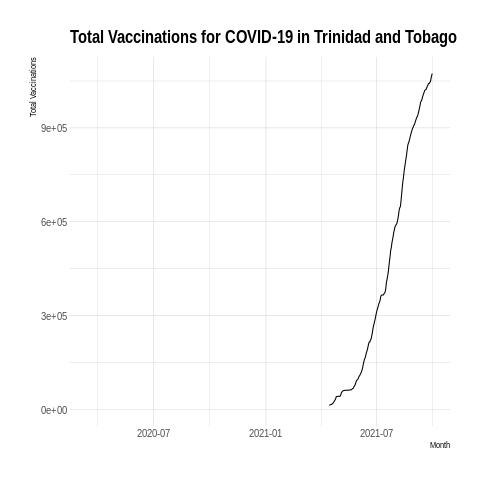 Total Vaccinations for COVID-19 in Trinidad and Tobago
Total Vaccinations
9e+05
6e+05
3e+05
0e+00
2020-07
2021-01
2021-07
Month